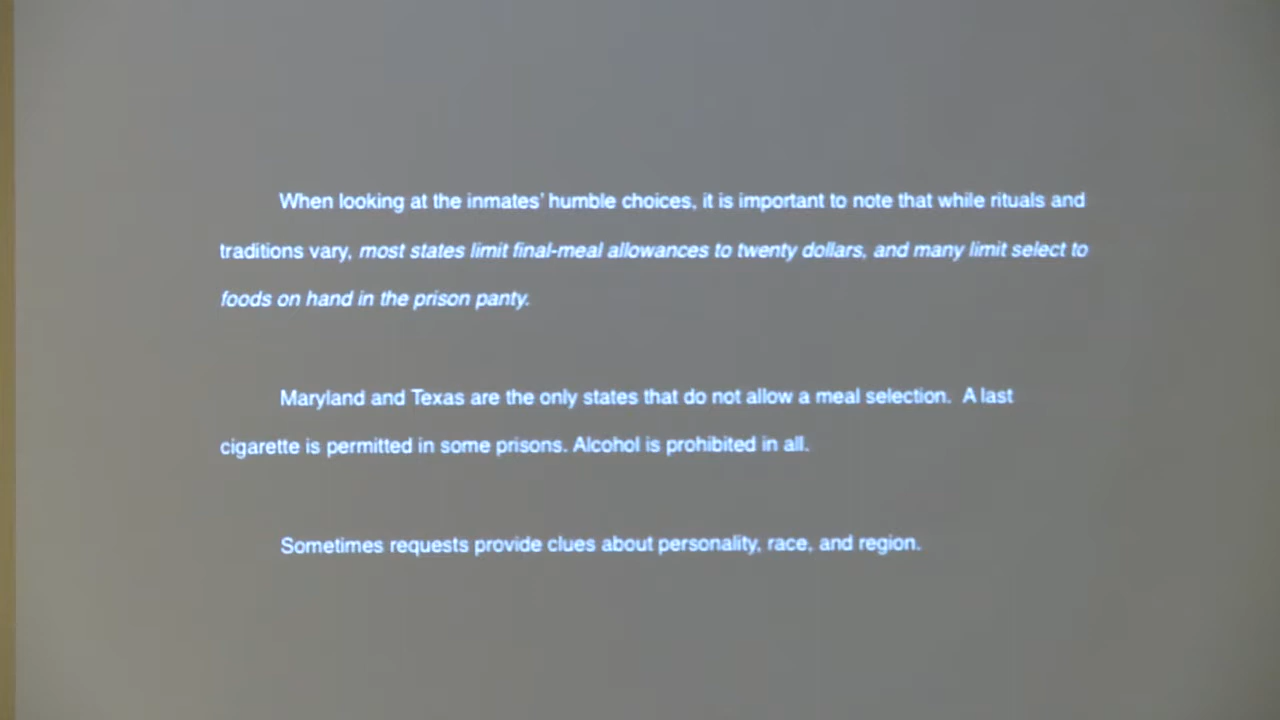 When looking at the inmates' humble choices, it is important to note that while rituals and
traditions vary, most states limit final-meal allowances to twenty dollars, and many limit select to
foods on hand in the prison panty.
Maryland and Texas are the only states that do not allow a meal selection. A last
cigarette is permitted in some prisons. Alcohol is prohibited in all.
Sometimes requests provide clues about personality, race, and region.